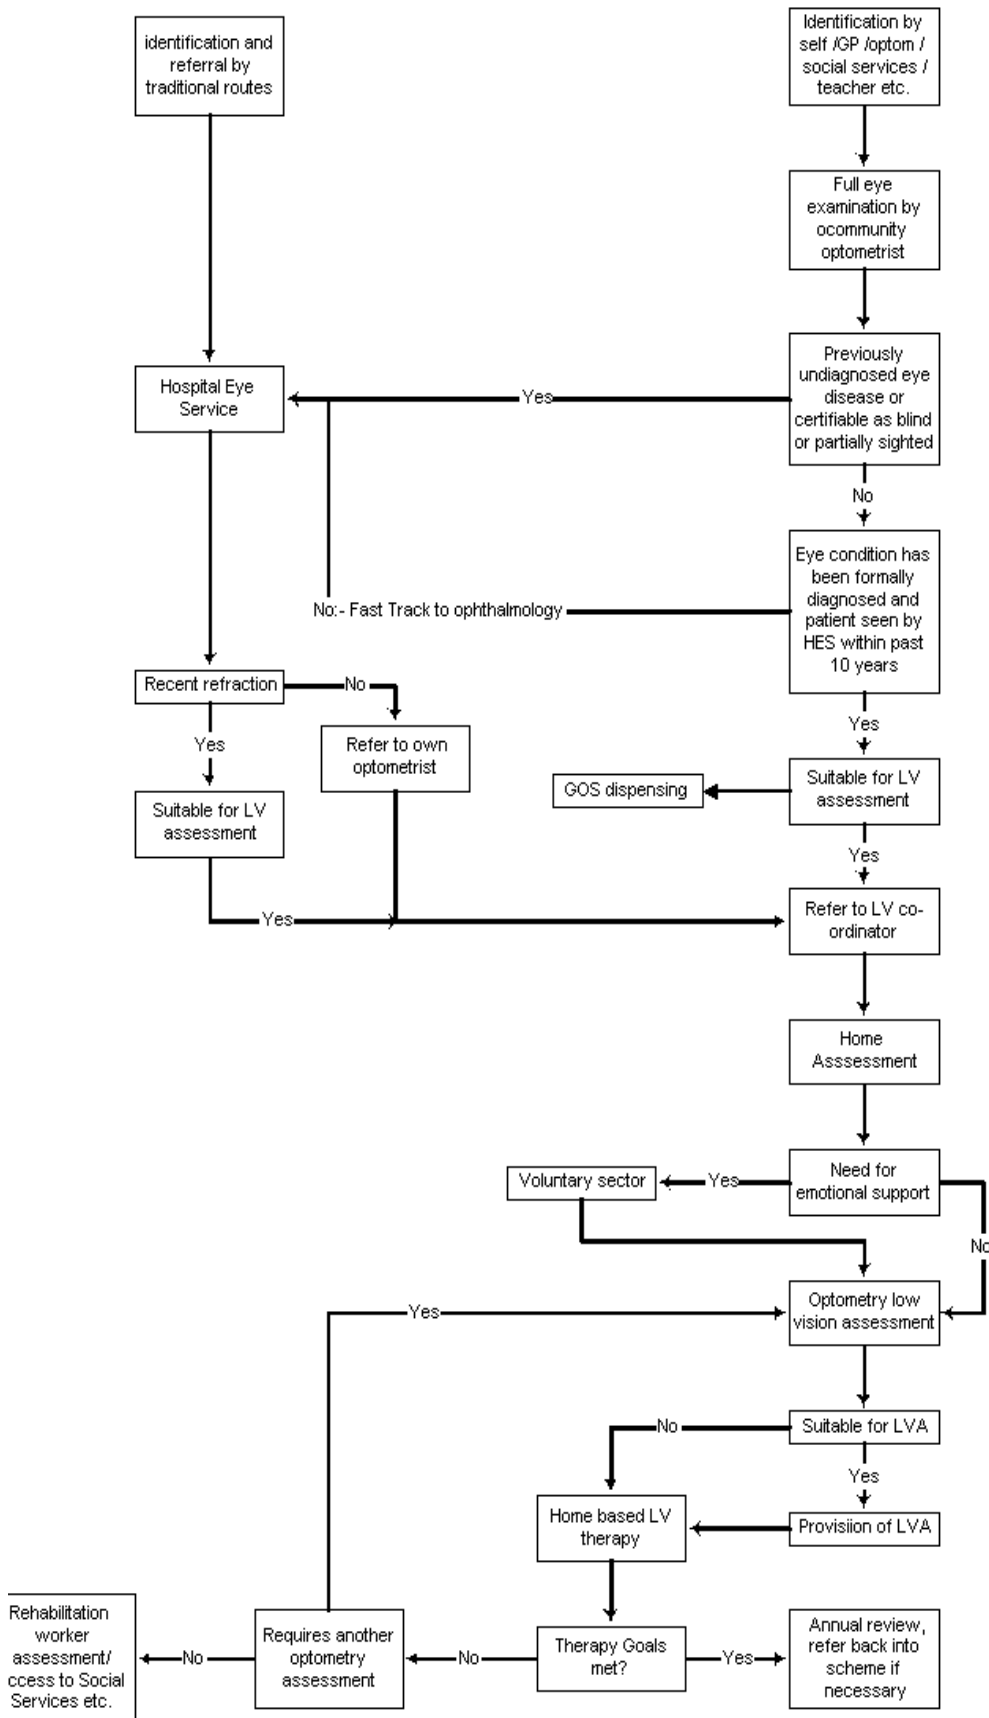 identification and
referral by
traditional routes
Identification by
self /GP /optom /
social services /
teacher etc.
Full eye
examination by
ocommunity
optometrist
Previously
undiagnosed eye
disease or
certifiable as blind
or partially sighted
Yes
Hospital Eye
Service
No
Eye condition has
been formally
diagnosed and
patient seen by
HES within past
10 years
No:- Fast Track to ophthalmology
Recent refraction
No
Yes
Refer to own
optometrist
Yes
Suitable for LV
assessment
GOS dispensing
Suitable for LV
assessment
Yes
Yes
Refer to LV co-
ordinator
Home
Asssessment
Need for
emotional support
Yes
Voluntary sector
No
Optometry low
vision assessment
Yes
Suitable for LVA
No
Yes
Home based LV
therapy
Provisiion of LVA
Rehabilitation
worker
assessment/
ccess to Social
Services etc.
No
Requires another
optometry
assessment
No
Therapy Goals
met?
Yes
Annual review,
refer back into
scheme if
necessary